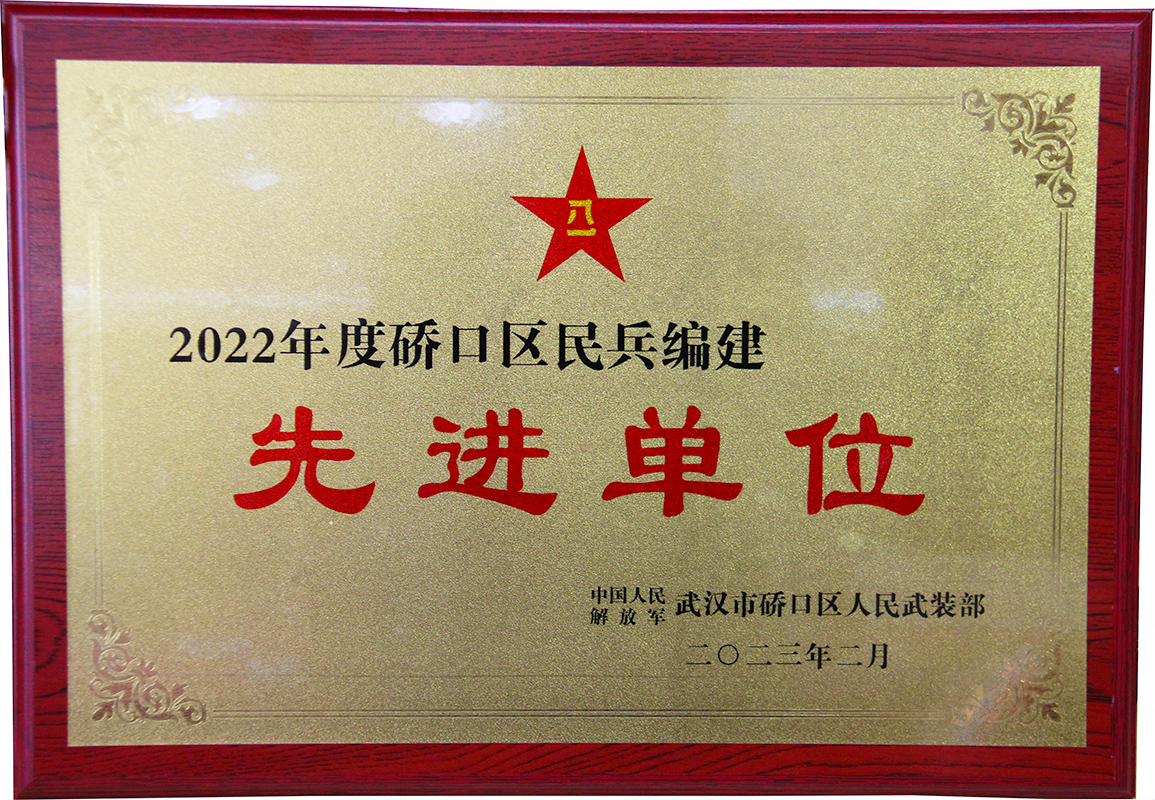 八一
2022年度硚口区民兵编建
先进单位
中国人民解放军 武汉市硚口区人民武装部
二〇二三年二月